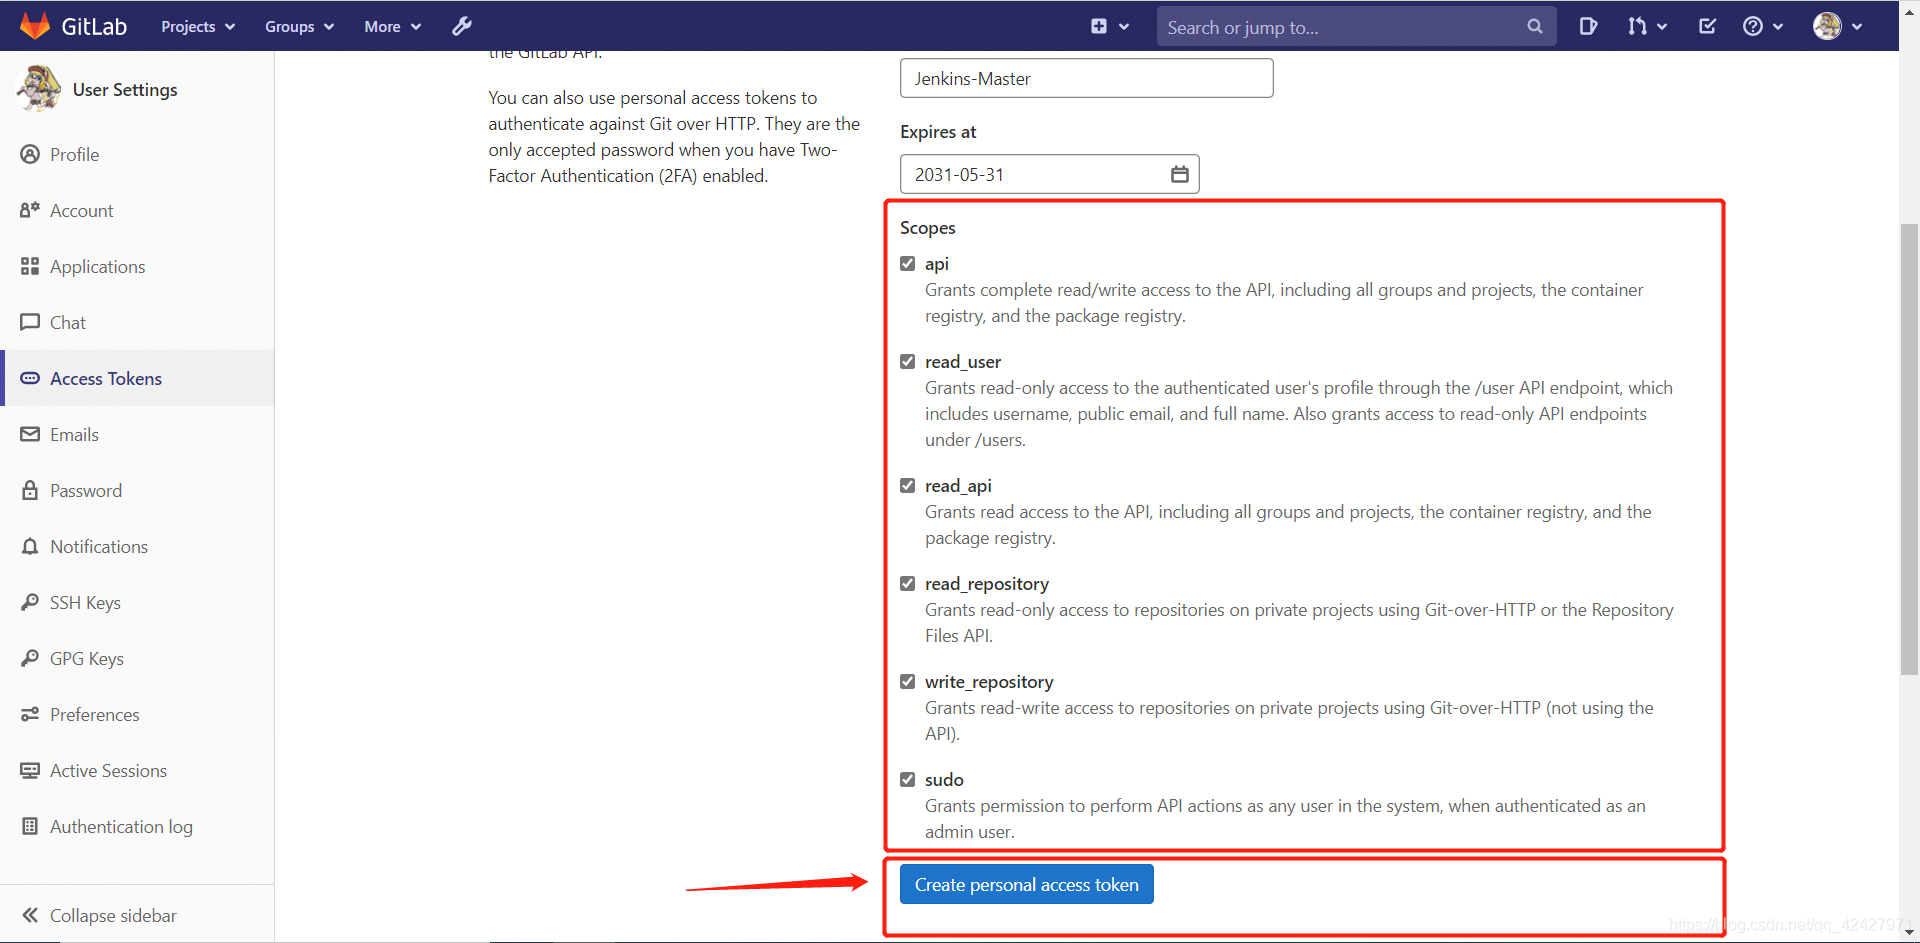 GitLab Projects Groups More Search or jump to...
User Settings
Profile
Account
Applications
Chat
Access Tokens
Emails
Password
Notifications
SSH Keys
GPG Keys
Preferences
Active Sessions
Authentication log
Collapse sidebar
the GitLab API.
You can also use personal access tokens to
authenticate against Git over HTTP. They are the
only accepted password when you have Two-
Factor Authentication (2FA) enabled.
Jenkins-Master
Expires at
2031-05-31
Scopes
api
Grants complete read/write access to the API, including all groups and projects, the container
registry, and the package registry.
read_user
Grants read-only access to the authenticated user's profile through the /user API endpoint, which
includes username, public email, and full name. Also grants access to read-only API endpoints
under /users.
read_api
Grants read access to the API, including all groups and projects, the container registry, and the
package registry.
read_repository
Grants read-only access to repositories on private projects using Git-over-HTTP or the Repository
Files API.
write_repository
Grants read-write access to repositories on private projects using Git-over-HTTP (not using the
API).
sudo
Grants permission to perform API actions as any user in the system, when authenticated as an
admin user.
Create personal access token
https://blog.csdn.net/qq_42427971